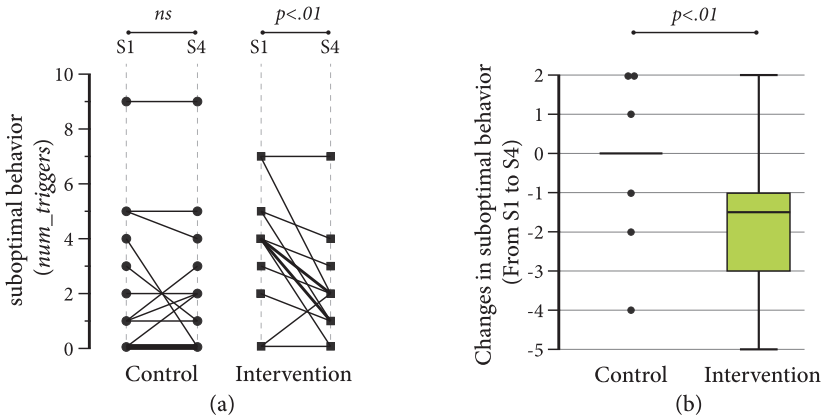 ns
p<.01
S1 S4 S1 S4
10
8
6
4
2
0
suboptimal behavior
(num_triggers)
Control Intervention
(a)
p<.01
2
1
0
-1
-2
-3
-4
-5
Changes in suboptimal behavior
(From S1 to S4)
Control Intervention
(b)